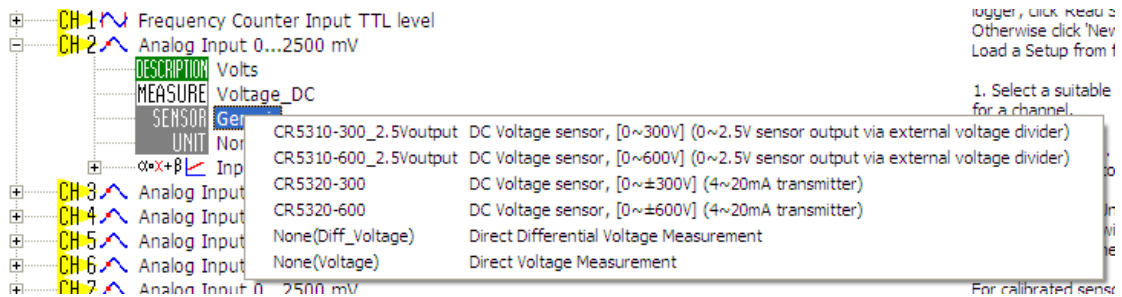 CH 1 Frequency Counter Input TTL level
CH 2 Analog Input 0...2500 mV
DESCRIPTION Volts
MEASURE Voltage_DC
SENSOR
UNIT
α•X+β
CH 3 Analog Input
CH 4 Analog Input
CH 5 Analog Input
CH 6 Analog Input
CH 7 Analog Input 0...2500 mV
CR5310-300_2.5Voutput DC Voltage sensor, [0~300V] (0~2.5V sensor output via external voltage divider)
CR5310-600_2.5Voutput DC Voltage sensor, [0~600V] (0~2.5V sensor output via external voltage divider)
CR5320-300 DC Voltage sensor, [0~±300V] (4~20mA transmitter)
CR5320-600 DC Voltage sensor, [0~±600V] (4~20mA transmitter)
None(Diff_Voltage) Direct Differential Voltage Measurement
None(Voltage) Direct Voltage Measurement
logger, click Read
Otherwise click 'New
Load a Setup from
1. Select a suitable
for a channel.
For calibrated